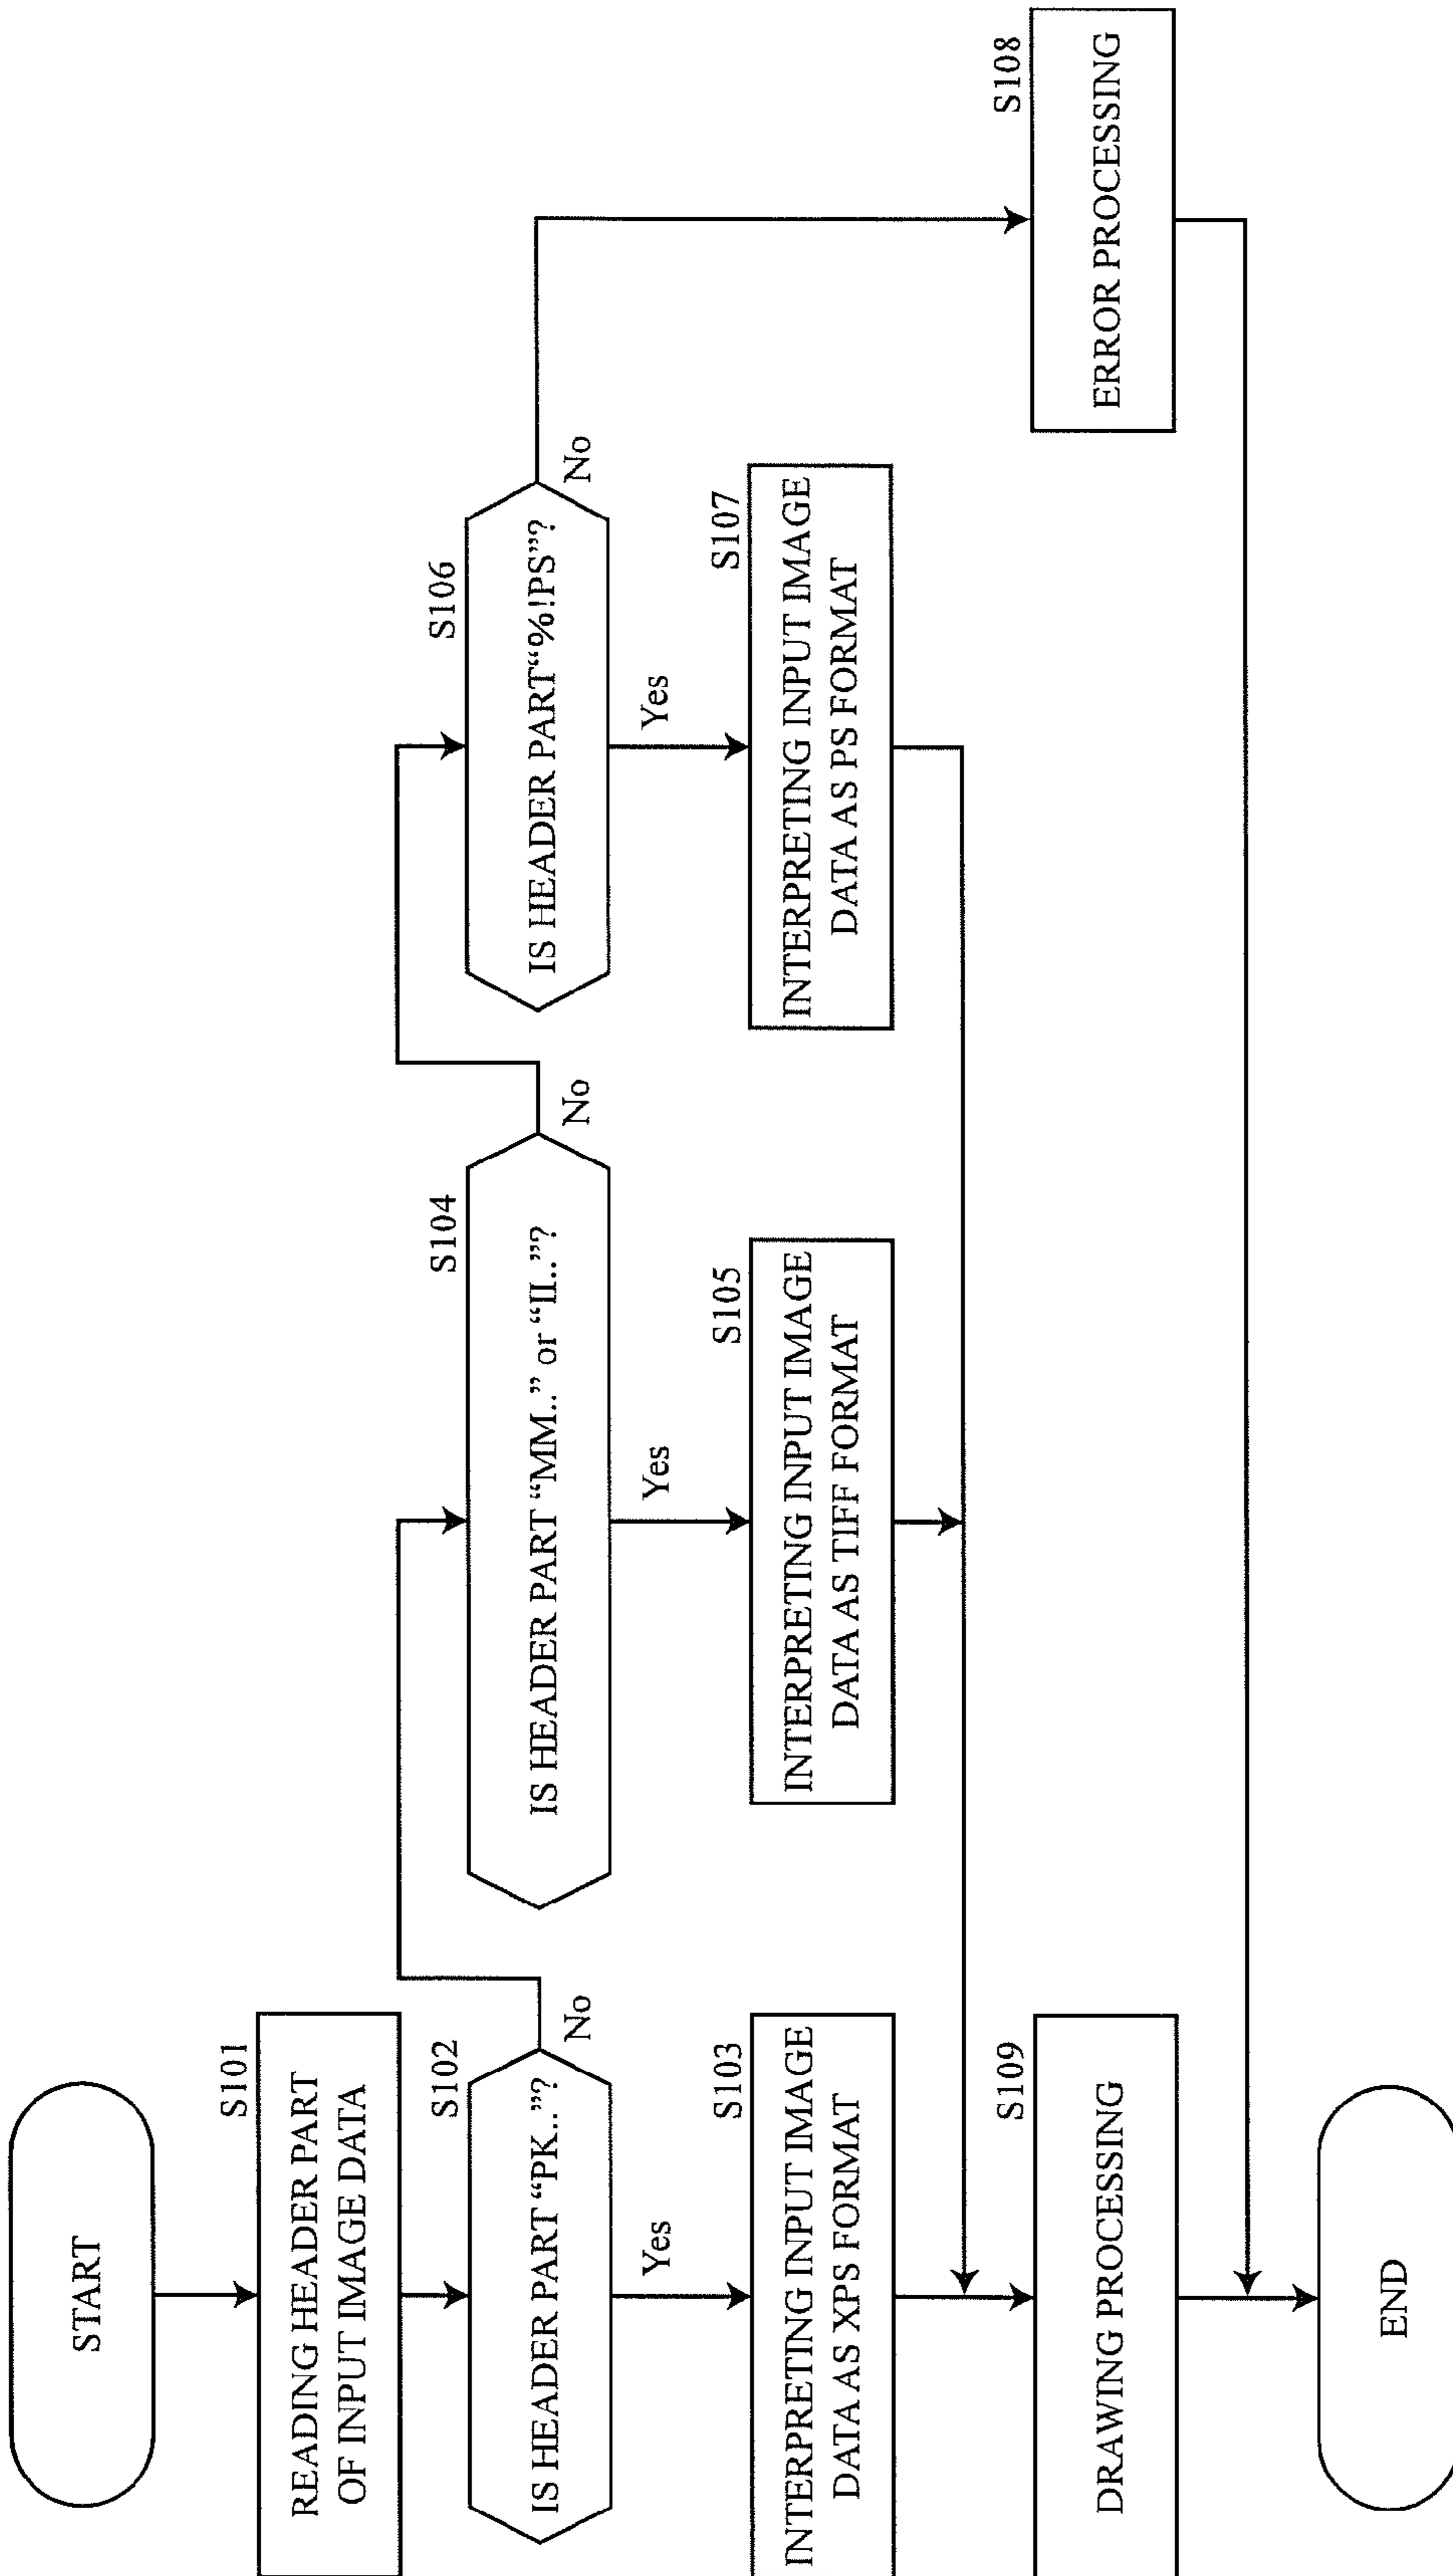 START
S101
READING HEADER PART
OF INPUT IMAGE DATA
S102
IS HEADER PART “PK..”?
No
Yes
S103
INTERPRETING INPUT IMAGE
DATA AS XPS FORMAT
S104
IS HEADER PART “MM..” or “II..”?
No
Yes
S105
INTERPRETING INPUT IMAGE
DATA AS TIFF FORMAT
S106
IS HEADER PART“%!PS”?
No
Yes
S107
INTERPRETING INPUT IMAGE
DATA AS PS FORMAT
S108
ERROR PROCESSING
S109
DRAWING PROCESSING
END